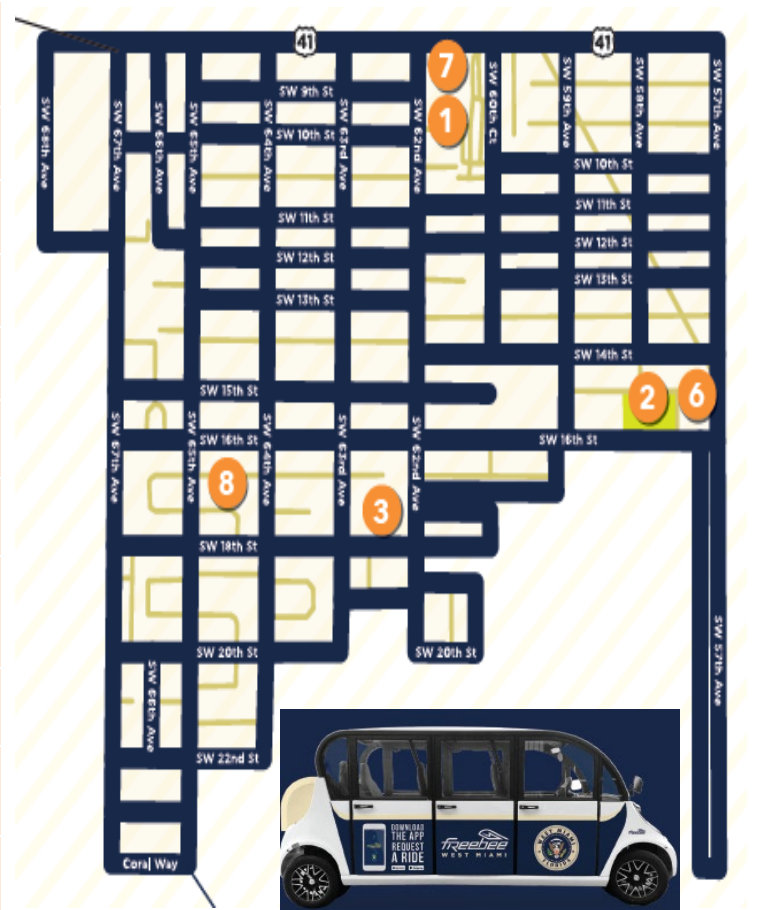 41
41
7
1
SW 68th Ave
SW 67th Ave
SW 66th Ave
SW 65th Ave
SW 64th Ave
SW 63rd Ave
SW 62nd Ave
SW 60th Ct
SW 59th Ave
SW 58th Ave
SW 57th Ave
SW 9th St
SW 10th St
SW 10th St
SW 11th St
SW 11th St
SW 12th St
SW 12th St
SW 13th St
SW 13th St
SW 14th St
SW 15th St
2
6
SW 67th Ave
SW 65th Ave
SW 64th Ave
SW 63rd Ave
SW 62nd Ave
SW 16th St
SW 16th St
8
3
SW 18th St
SW 20th St
SW 20th St
SW 66th Ave
SW 57th Ave
SW 22nd St
Coral Way
DOWNLOAD
THE APP
REQUEST
A RIDE
freebee
WEST MIAMI
WEST MIAMI
FLORIDA